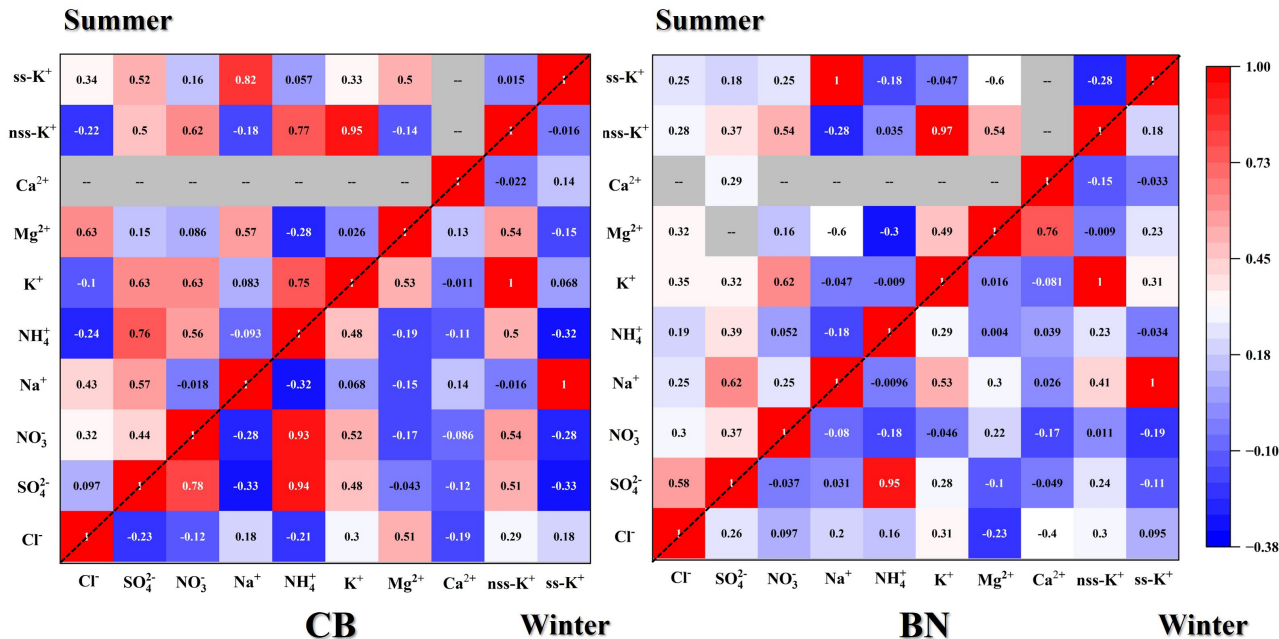 Summer
Summer
ss-K⁺ 0.34 0.52 0.16 0.82 0.057 0.33 0.5 -- 0.015 1
nss-K⁺ -0.22 0.5 0.62 -0.18 0.77 0.95 -0.14 -- 1 -0.016
Ca²⁺ -- -- -- -- -- -- -- 1 -0.022 0.14
Mg²⁺ 0.63 0.15 0.086 0.57 -0.28 0.026 1 0.13 0.54 -0.15
K⁺ -0.1 0.63 0.63 0.083 0.75 1 0.53 -0.011 1 0.068
NH₄⁺ -0.24 0.76 0.56 -0.093 1 0.48 -0.19 -0.11 0.5 -0.32
Na⁺ 0.43 0.57 -0.018 1 -0.32 0.068 -0.15 0.14 -0.016 1
NO₃⁻ 0.32 0.44 1 -0.28 0.93 0.52 -0.17 -0.086 0.54 -0.28
SO₄²⁻ 0.097 1 0.78 -0.33 0.94 0.48 -0.043 -0.12 0.51 -0.33
Cl⁻ 1 -0.23 -0.12 0.18 -0.21 0.3 0.51 -0.19 0.29 0.18
Cl⁻ SO₄²⁻ NO₃⁻ Na⁺ NH₄⁺ K⁺ Mg²⁺ Ca²⁺ nss-K⁺ ss-K⁺
CB Winter
ss-K⁺ 0.25 0.18 0.25 1 -0.18 -0.047 -0.6 -- -0.28 1
nss-K⁺ 0.28 0.37 0.54 -0.28 0.035 0.97 0.54 -- 1 0.18
Ca²⁺ -- 0.29 -- -- -- -- -- 1 -0.15 -0.033
Mg²⁺ 0.32 -- 0.16 -0.6 -0.3 0.49 1 0.76 -0.009 0.23
K⁺ 0.35 0.32 0.62 -0.047 -0.009 1 0.016 -0.081 1 0.31
NH₄⁺ 0.19 0.39 0.052 -0.18 1 0.29 0.004 0.039 0.23 -0.034
Na⁺ 0.25 0.62 0.25 1 -0.0096 0.53 0.3 0.026 0.41 1
NO₃⁻ 0.3 0.37 1 -0.08 -0.18 -0.046 0.22 -0.17 0.011 -0.19
SO₄²⁻ 0.58 1 -0.037 0.031 0.95 0.28 -0.1 -0.049 0.24 -0.11
Cl⁻ 1 0.26 0.097 0.2 0.16 0.31 -0.23 -0.4 0.3 0.095
Cl⁻ SO₄²⁻ NO₃⁻ Na⁺ NH₄⁺ K⁺ Mg²⁺ Ca²⁺ nss-K⁺ ss-K⁺
BN Winter
1.00
0.73
0.45
0.18
−0.10
−0.38